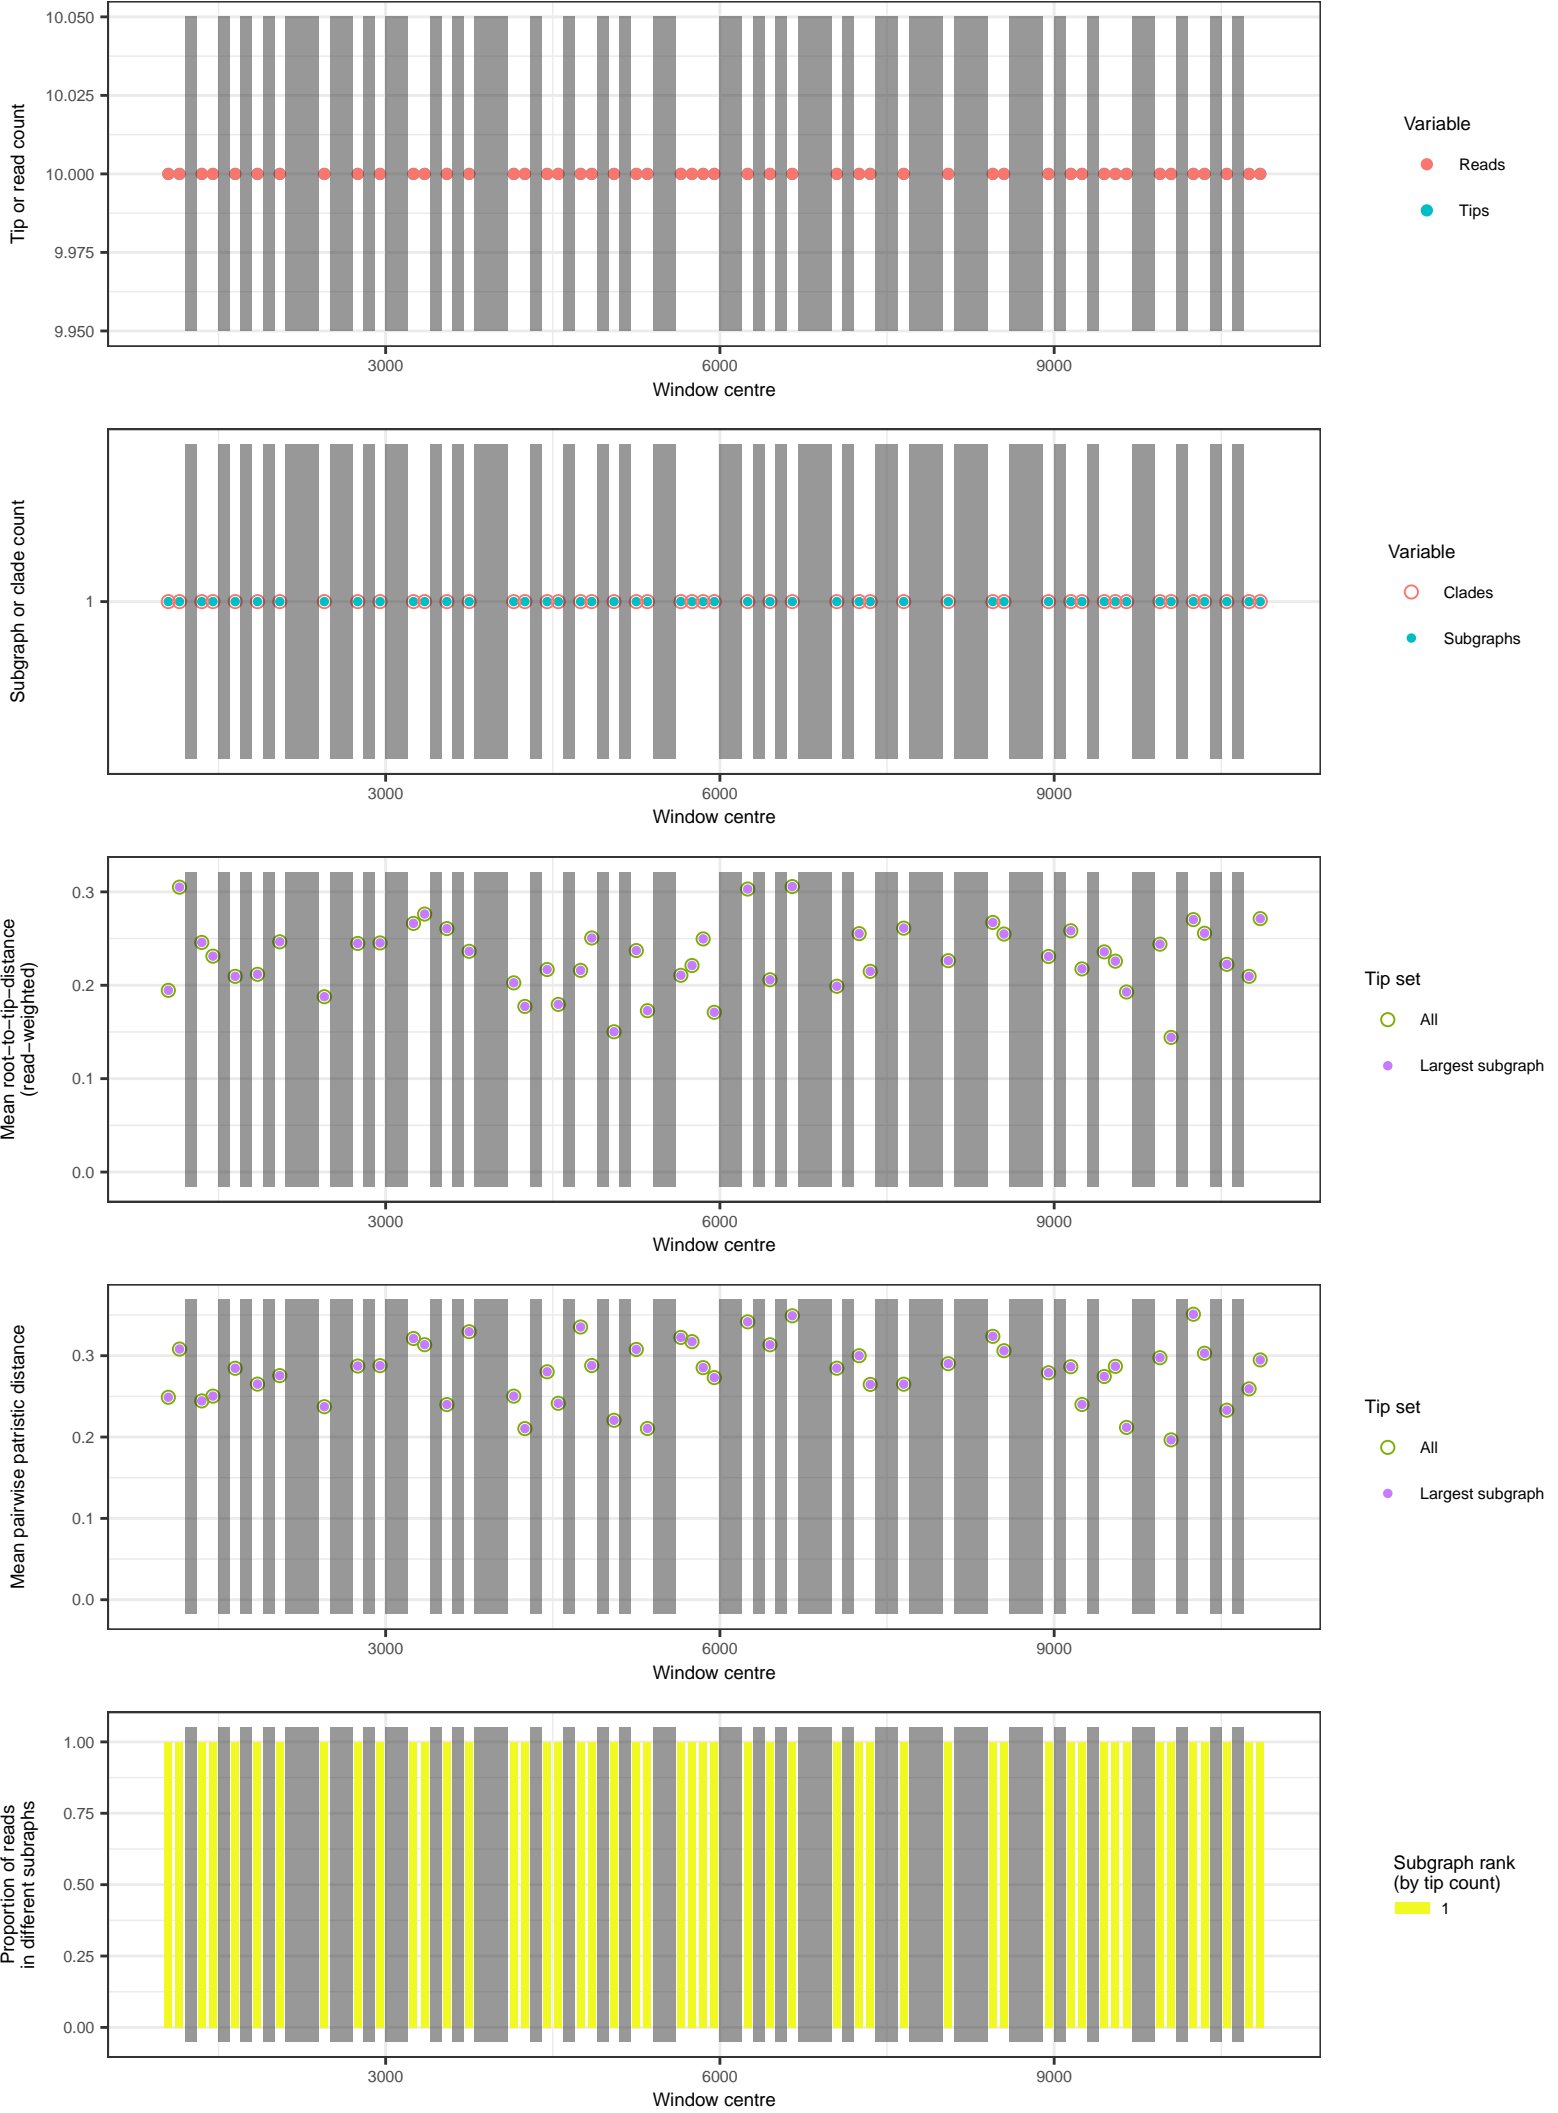 Tip or read count
10.050
10.025
10.000
9.975
9.950
3000
6000
9000
Window centre
Variable
Reads
Tips
Subgraph or clade count
1
3000
6000
9000
Window centre
Variable
Clades
Subgraphs
Mean root−to−tip−distance
(read−weighted)
0.3
0.2
0.1
0.0
3000
6000
9000
Window centre
Tip set
All
Largest subgraph
Mean pairwise patristic distance
0.3
0.2
0.1
0.0
3000
6000
9000
Window centre
Tip set
All
Largest subgraph
Proportion of reads
in different subraphs
1.00
0.75
0.50
0.25
0.00
3000
6000
9000
Window centre
Subgraph rank
(by tip count)
1